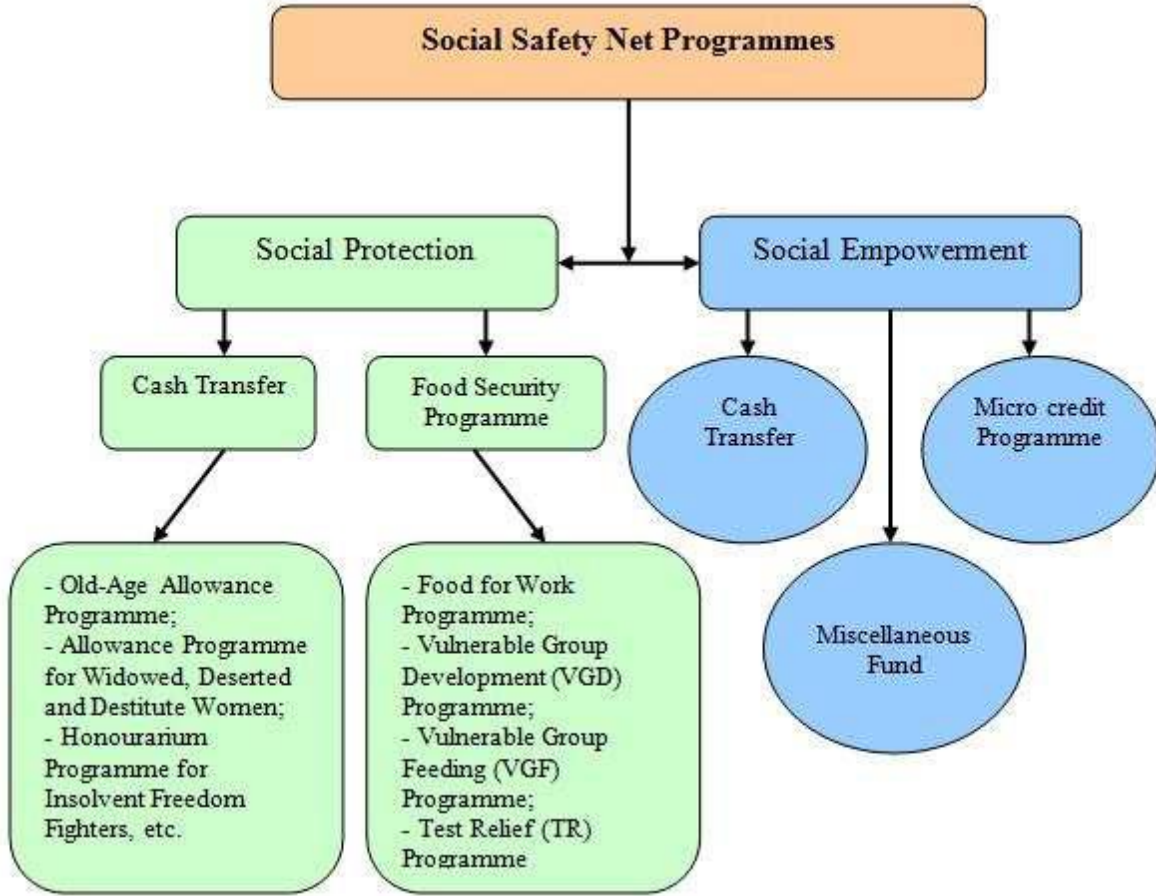 Social Safety Net Programmes
Social Protection
Social Empowerment
Cash Transfer
Food Security
Programme
Cash
Transfer
Micro credit
Programme
- Old-Age Allowance
Programme;
- Allowance Programme
for Widowed, Deserted
and Destitute Women;
- Honourarium
Programme for
Insolvent Freedom
Fighters, etc.
- Food for Work
Programme;
- Vulnerable Group
Development (VGD)
Programme;
- Vulnerable Group
Feeding (VGF)
Programme;
- Test Relief (TR)
Programme
Miscellaneous
Fund